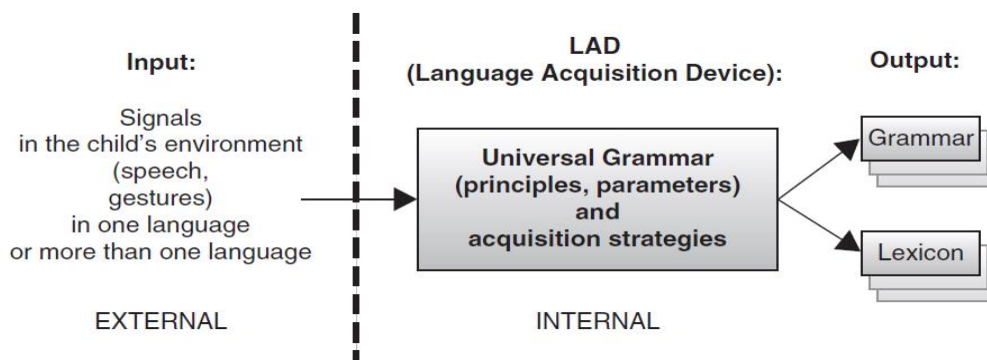 Input:
Signals
in the child's environment
(speech,
gestures)
in one language
or more than one language
EXTERNAL
LAD
(Language Acquisition Device):
Universal Grammar
(principles, parameters)
and
acquisition strategies
INTERNAL
Output:
Grammar
Lexicon